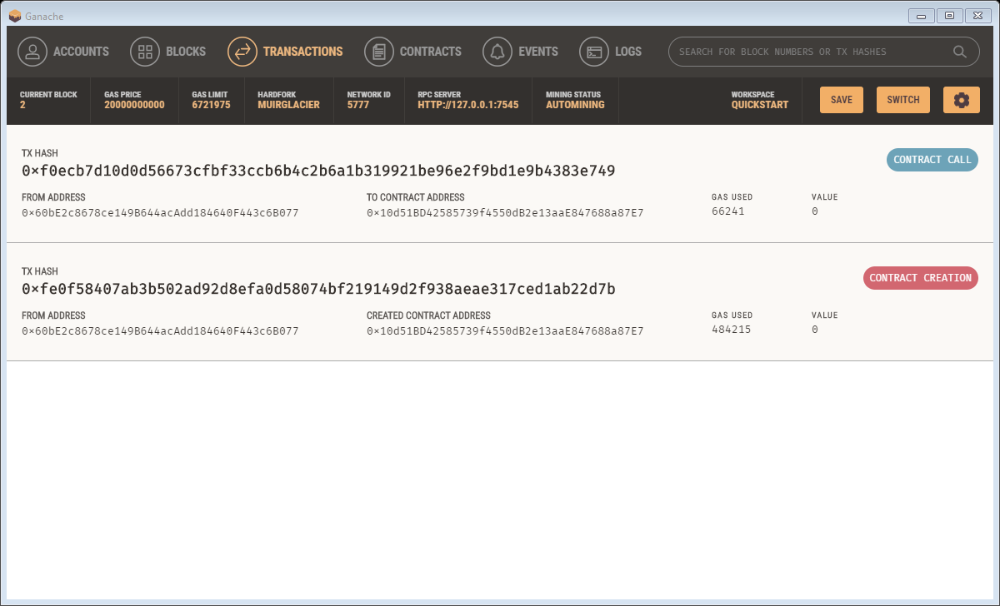 Ganache
ACCOUNTS BLOCKS TRANSACTIONS CONTRACTS EVENTS LOGS SEARCH FOR BLOCK NUMBERS OR TX HASHES
CURRENT BLOCK GAS PRICE GAS LIMIT HARDFORK NETWORK ID RPC SERVER MINING STATUS WORKSPACE
2 20000000000 6721975 MUIRGLACIER 5777 HTTP://127.0.0.1:7545 AUTOMINING QUICKSTART SAVE SWITCH
TX HASH
0×f0ecb7d10d0d56673cfbf33ccb6b4c2b6a1b319921be96e2f9bd1e9b4383e749 CONTRACT CALL
FROM ADDRESS TO CONTRACT ADDRESS GAS USED VALUE
0×60bE2c8678ce149B644acAdd184640F443c6B077 0×10d51BD42585739f4550dB2e13aaE847688a87E7 66241 0
TX HASH
0×fe0f58407ab3b502ad92d8efa0d58074bf219149d2f938aeae317ced1ab22d7b CONTRACT CREATION
FROM ADDRESS CREATED CONTRACT ADDRESS GAS USED VALUE
0×60bE2c8678ce149B644acAdd184640F443c6B077 0×10d51BD42585739f4550dB2e13aaE847688a87E7 484215 0